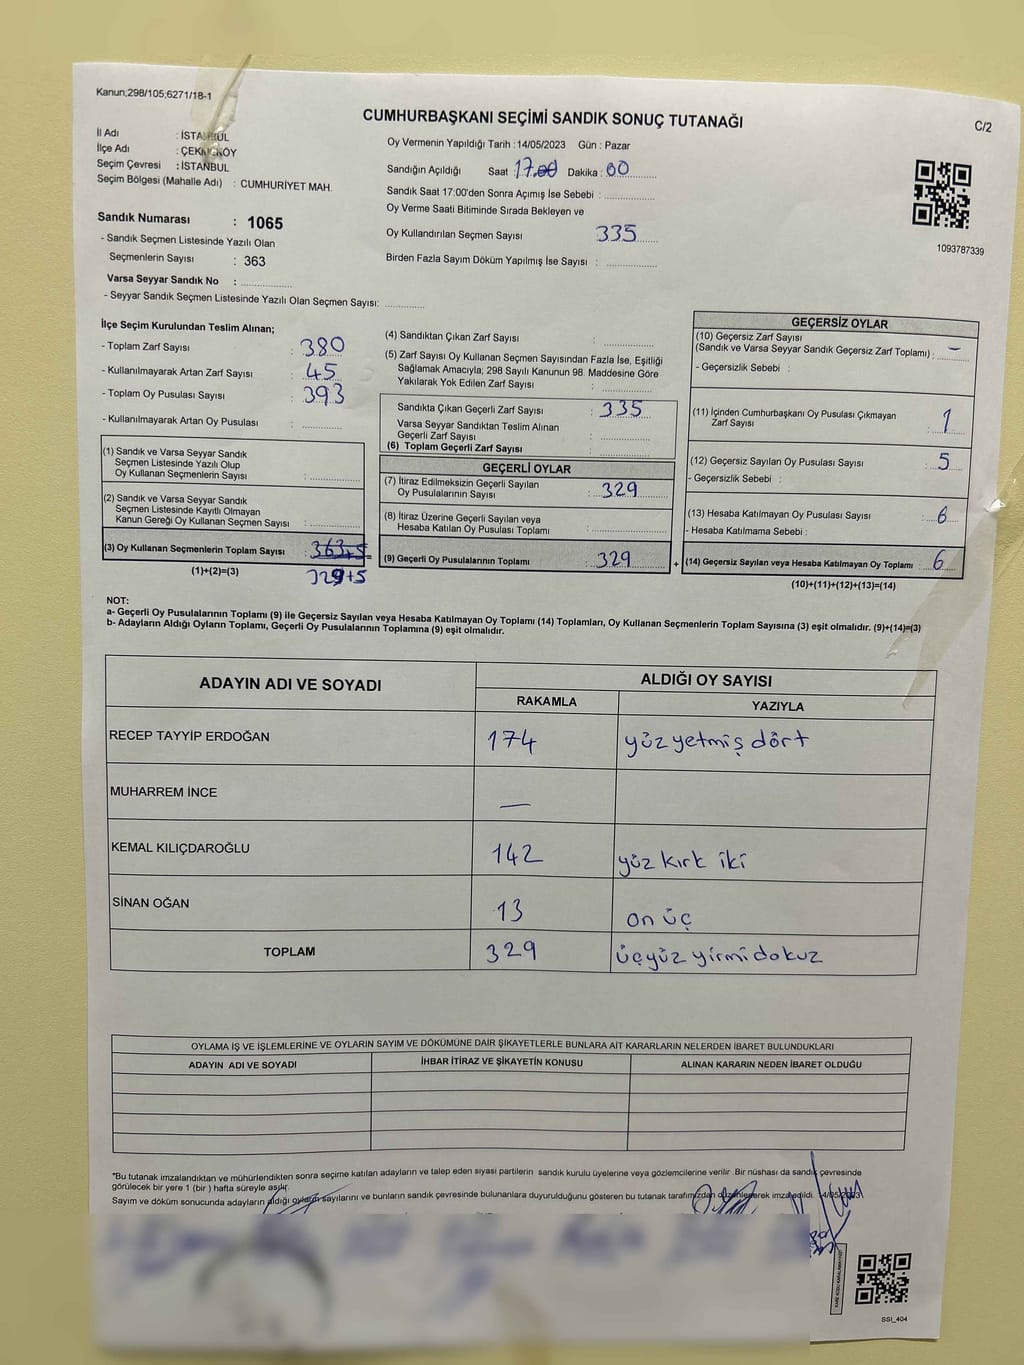 Kanun;298/105;6271/18-1
CUMHURBAŞKANI SEÇİMİ SANDIK SONUÇ TUTANAĞI
C/2
İl Adı : İSTANBUL
İlçe Adı : ÇEKMEKÖY
Seçim Çevresi : İSTANBUL
Seçim Bölgesi (Mahalle Adı) : CUMHURİYET MAH.
Sandık Numarası : 1065
- Sandık Seçmen Listesinde Yazılı Olan
Seçmenlerin Sayısı : 363
Varsa Seyyar Sandık No :
- Seyyar Sandık Seçmen Listesinde Yazılı Olan Seçmen Sayısı:
Oy Vermenin Yapıldığı Tarih : 14/05/2023 Gün : Pazar
Sandığın Açıldığı Saat : 17.00 Dakika : 00
Sandık Saat 17:00'den Sonra Açımış İse Sebebi :
Oy Verme Saati Bitiminde Sırada Bekleyen ve
Oy Kullandırılan Seçmen Sayısı 335
Birden Fazla Sayım Döküm Yapılmış İse Sayısı :
1093787339
İlçe Seçim Kurulundan Teslim Alınan;
- Toplam Zarf Sayısı : 380
- Kullanılmayarak Artan Zarf Sayısı : 45
- Toplam Oy Pusulası Sayısı : 393
- Kullanılmayarak Artan Oy Pusulası :
(1) Sandık ve Varsa Seyyar Sandık
Seçmen Listesinde Yazılı Olup
Oy Kullanan Seçmenlerin Sayısı :
(2) Sandık ve Varsa Seyyar Sandık
Seçmen Listesinde Kayıtlı Olmayan
Kanun Gereği Oy Kullanan Seçmen Sayısı :
(3) Oy Kullanan Seçmenlerin Toplam Sayısı : 363+5 =
(1)+(2)=(3) 329+5
(4) Sandıktan Çıkan Zarf Sayısı :
(5) Zarf Sayısı Oy Kullanan Seçmen Sayısından Fazla İse, Eşitliği
Sağlamak Amacıyla; 298 Sayılı Kanunun 98. Maddesine Göre
Yakılarak Yok Edilen Zarf Sayısı :
Sandıkta Çıkan Geçerli Zarf Sayısı : 335
Varsa Seyyar Sandıktan Teslim Alınan
Geçerli Zarf Sayısı :
(6) Toplam Geçerli Zarf Sayısı :
GEÇERLİ OYLAR
(7) İtiraz Edilmeksizin Geçerli Sayılan
Oy Pusulalarının Sayısı : 329
(8) İtiraz Üzerine Geçerli Sayılan veya
Hesaba Katılan Oy Pusulası Toplamı :
(9) Geçerli Oy Pusulalarının Toplamı : 329 +
GEÇERSİZ OYLAR
(10) Geçersiz Zarf Sayısı
(Sandık ve Varsa Seyyar Sandık Geçersiz Zarf Toplamı) : –
- Geçersizlik Sebebi :
(11) İçinden Cumhurbaşkanı Oy Pusulası Çıkmayan
Zarf Sayısı : 1
(12) Geçersiz Sayılan Oy Pusulası Sayısı : 5
- Geçersizlik Sebebi :
(13) Hesaba Katılmayan Oy Pusulası Sayısı : 6
- Hesaba Katılmama Sebebi :
(14) Geçersiz Sayılan veya Hesaba Katılmayan Oy Toplamı : 6
(10)+(11)+(12)+(13)=(14)
NOT:
a- Geçerli Oy Pusulalarının Toplamı (9) ile Geçersiz Sayılan veya Hesaba Katılmayan Oy Toplamı (14) Toplamları, Oy Kullanan Seçmenlerin Toplam Sayısına (3) eşit olmalıdır. (9)+(14)=(3)
b- Adayların Aldığı Oyların Toplamı, Geçerli Oy Pusulalarının Toplamına (9) eşit olmalıdır.
ADAYIN ADI VE SOYADI ALDIĞI OY SAYISI
RAKAMLA YAZIYLA
RECEP TAYYİP ERDOĞAN 174 yüz yetmiş dört
MUHARREM İNCE —
KEMAL KILIÇDAROĞLU 142 yüz kırk iki
SİNAN OĞAN 13 on üç
TOPLAM 329 üçyüz yirmi dokuz
OYLAMA İŞ VE İŞLEMLERİNE VE OYLARIN SAYIM VE DÖKÜMÜNE DAİR ŞİKAYETLERLE BUNLARA AİT KARARLARIN NELERDEN İBARET BULUNDUKLARI
ADAYIN ADI VE SOYADI İHBAR İTİRAZ VE ŞİKAYETİN KONUSU ALINAN KARARIN NEDEN İBARET OLDUĞU
"Bu tutanak imzalandıktan ve mühürlendikten sonra seçime katılan adayların ve talep eden siyasi partilerin sandık kurulu üyelerine veya gözlemcilerine verilir .Bir nüshası da sandık çevresinde
görülecek bir yere 1 (bir ) hafta süreyle asılır.
Sayım ve döküm sonucunda adayların aldığı oyların sayılarını ve bunların sandık çevresinde bulunanlara duyurulduğunu gösteren bu tutanak tarafımızdan düzenlenerek imza edildi. 14/05/2023
SSI_404